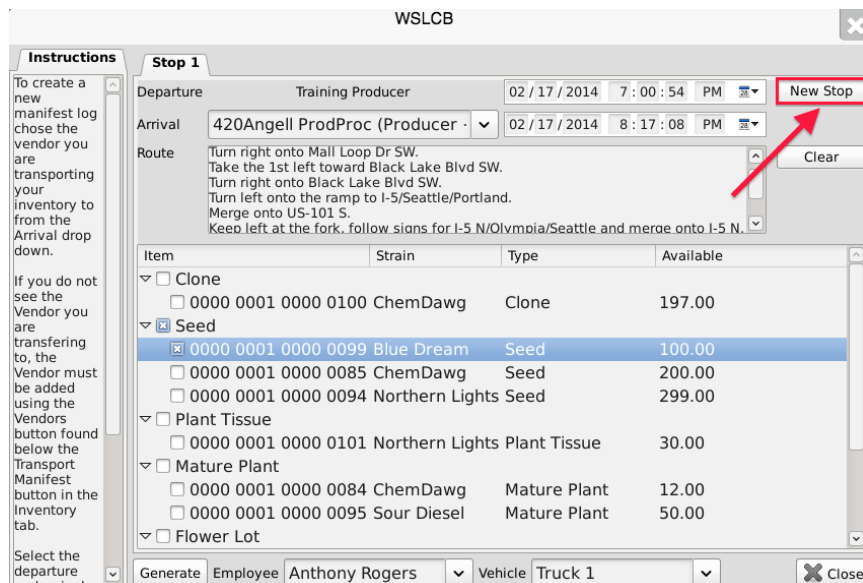 WSLCB
Instructions
To create a
new
manifest log
chose the
vendor you
are
transporting
your
inventory to
from the
Arrival drop
down.
If you do not
see the
Vendor you
are
transfering
to, the
Vendor must
be added
using the
Vendors
button found
below the
Transport
Manifest
button in the
Inventory
tab.
Select the
departure
Stop 1
Departure Training Producer 02 / 17 / 2014 7 : 00 : 54 PM New Stop
Arrival 420Angell ProdProc (Producer - 02 / 17 / 2014 8 : 17 : 08 PM
Route Clear
Turn right onto Mall Loop Dr SW.
Take the 1st left toward Black Lake Blvd SW.
Turn right onto Black Lake Blvd SW.
Turn left onto the ramp to I-5/Seattle/Portland.
Merge onto US-101 S.
Keep left at the fork, follow signs for I-5 N/Olympia/Seattle and merge onto I-5 N.
Item Strain Type Available
Clone
0000 0001 0000 0100 ChemDawg Clone 197.00
Seed
0000 0001 0000 0099 Blue Dream Seed 100.00
0000 0001 0000 0085 ChemDawg Seed 200.00
0000 0001 0000 0094 Northern Lights Seed 299.00
Plant Tissue
0000 0001 0000 0101 Northern Lights Plant Tissue 30.00
Mature Plant
0000 0001 0000 0084 ChemDawg Mature Plant 12.00
0000 0001 0000 0095 Sour Diesel Mature Plant 50.00
Flower Lot
Generate Employee Anthony Rogers Vehicle Truck 1 Close